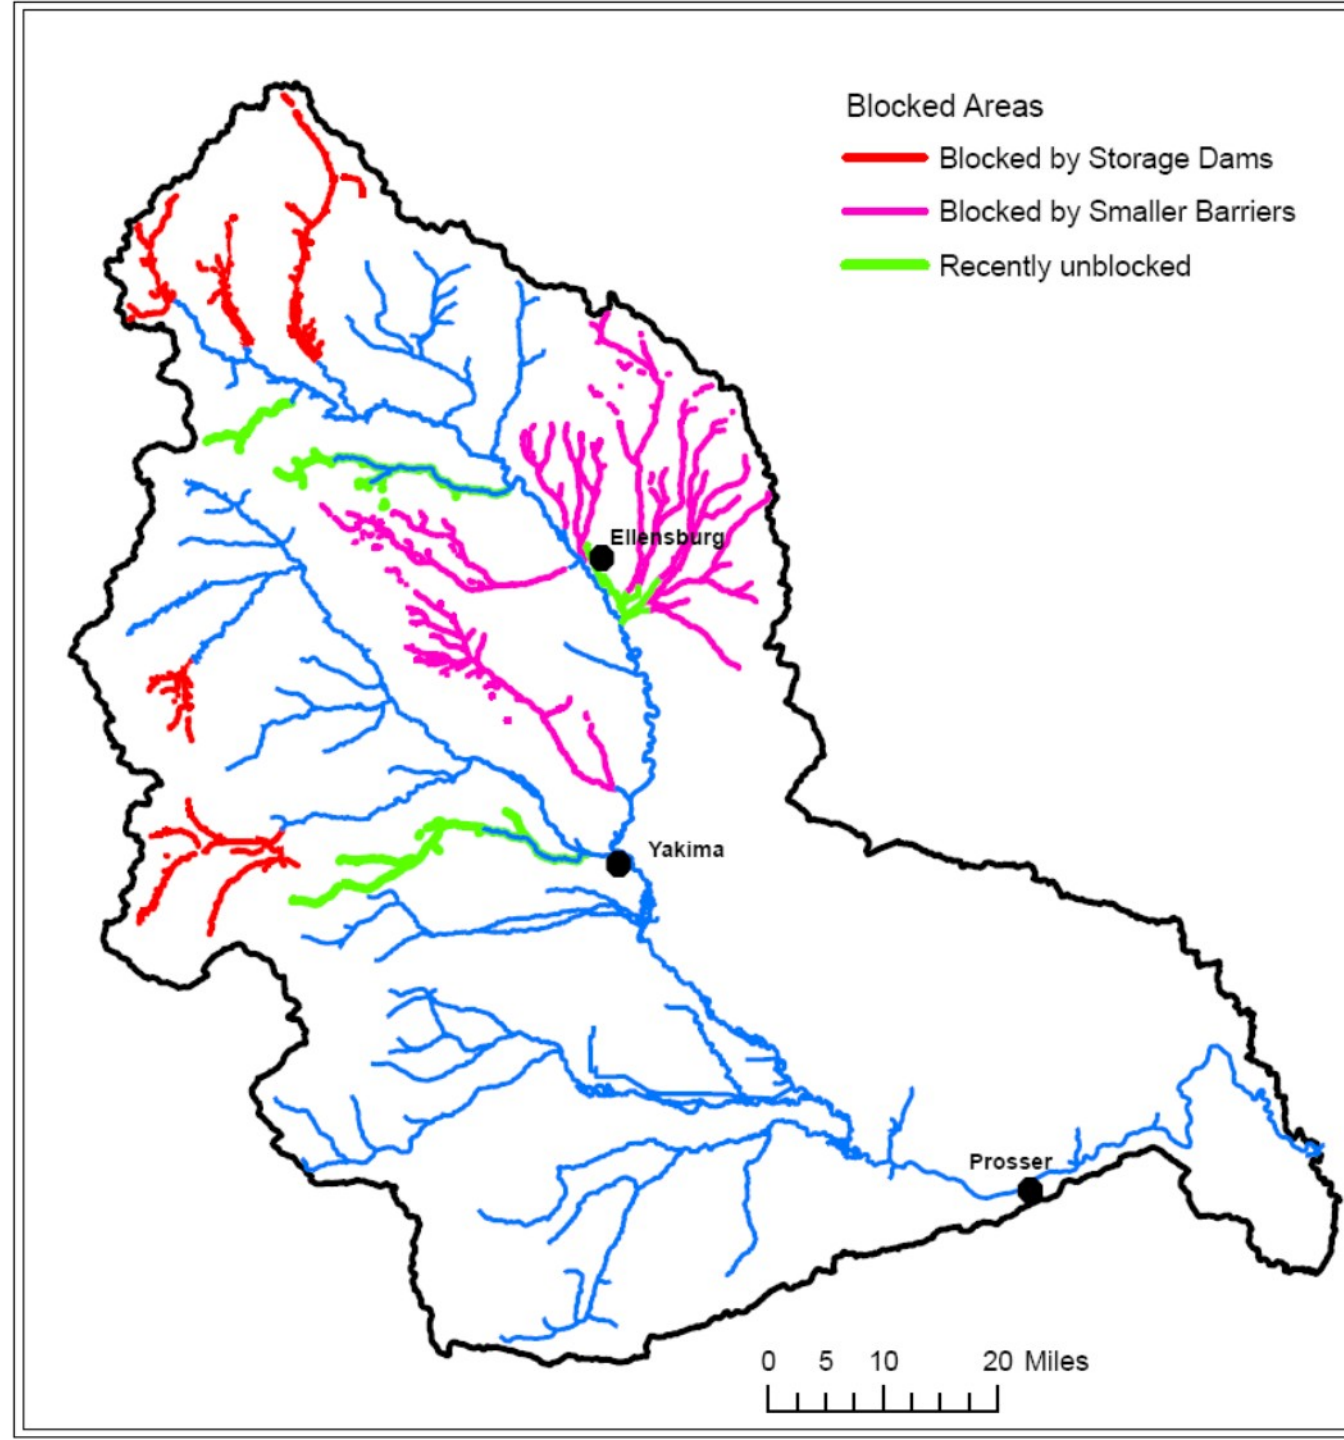 Blocked Areas
Blocked by Storage Dams
Blocked by Smaller Barriers
Recently unblocked
Ellensburg
Yakima
Prosser
0 5 10 20 Miles